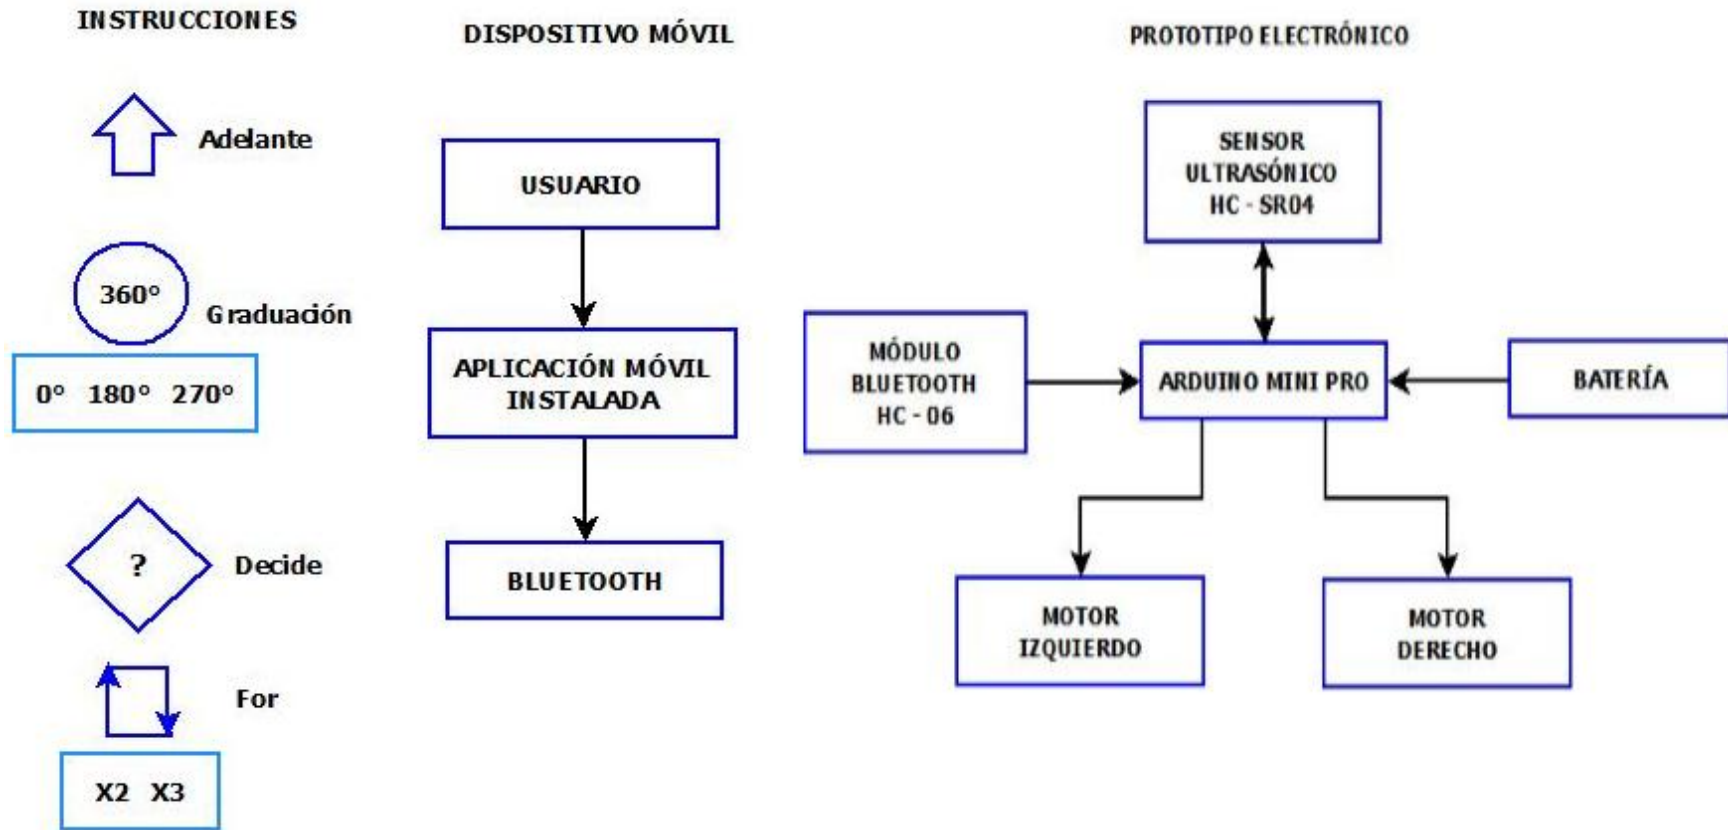 INSTRUCCIONES
Adelante
360°
Graduación
0° 180° 270°
?
Decide
For
X2 X3
DISPOSITIVO MÓVIL
USUARIO
APLICACIÓN MÓVIL
INSTALADA
BLUETOOTH
PROTOTIPO ELECTRÓNICO
SENSOR
ULTRASÓNICO
HC - SR04
MÓDULO
BLUETOOTH
HC - 06
ARDUINO MINI PRO
BATERÍA
MOTOR
IZQUIERDO
MOTOR
DERECHO